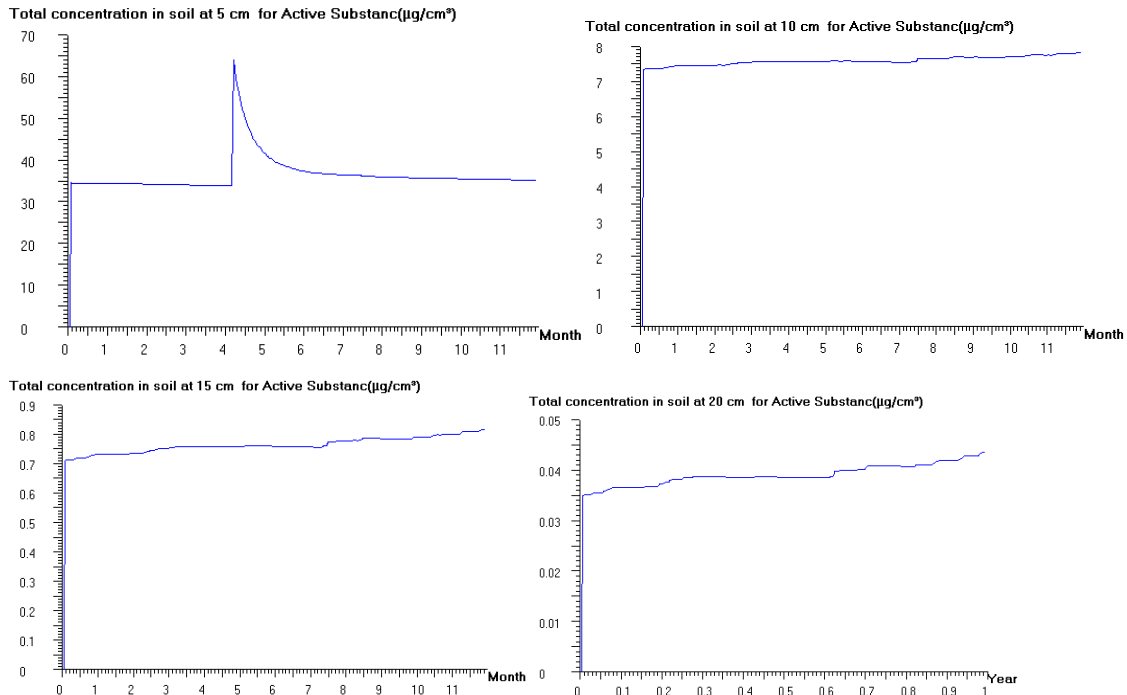 Total concentration in soil at 5 cm for Active Substanc(µg/cm³)
70
60
50
40
30
20
10
0
0 1 2 3 4 5 6 7 8 9 10 11
Month
Total concentration in soil at 10 cm for Active Substanc(µg/cm³)
8
7
6
5
4
3
2
1
0
0 1 2 3 4 5 6 7 8 9 10 11
Month
Total concentration in soil at 15 cm for Active Substanc(µg/cm³)
0.9
0.8
0.7
0.6
0.5
0.4
0.3
0.2
0.1
0
0 1 2 3 4 5 6 7 8 9 10 11
Month
Total concentration in soil at 20 cm for Active Substanc(µg/cm³)
0.05
0.04
0.03
0.02
0.01
0
0 0.1 0.2 0.3 0.4 0.5 0.6 0.7 0.8 0.9 1
Year